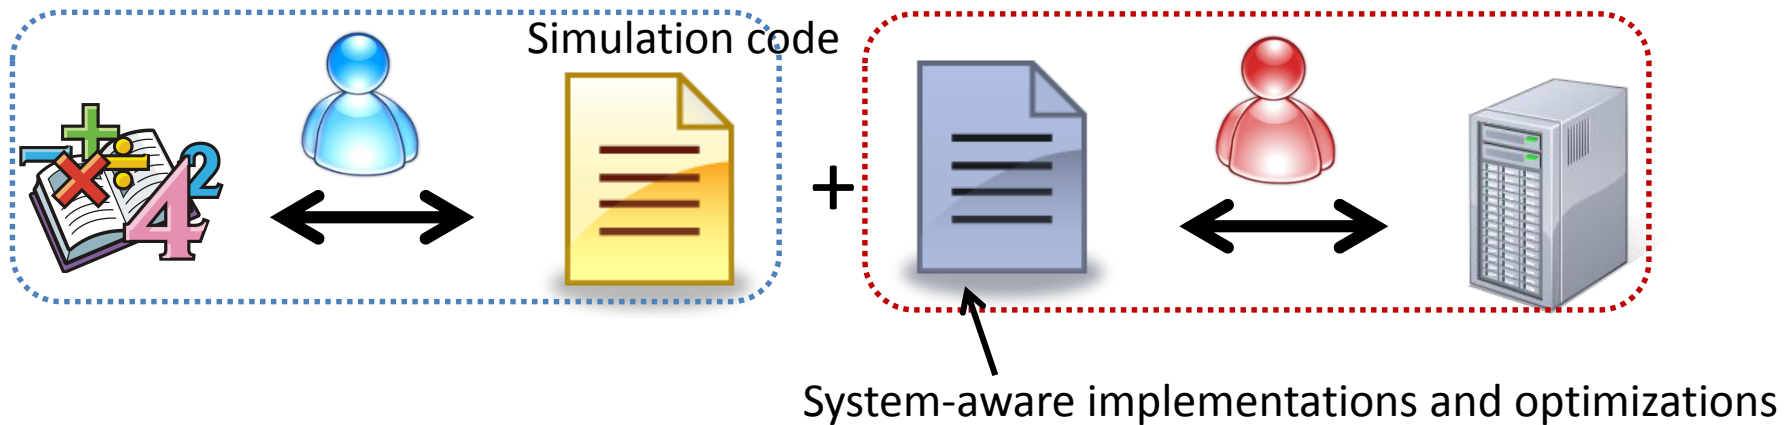 Simulation code
+
System-aware implementations and optimizations